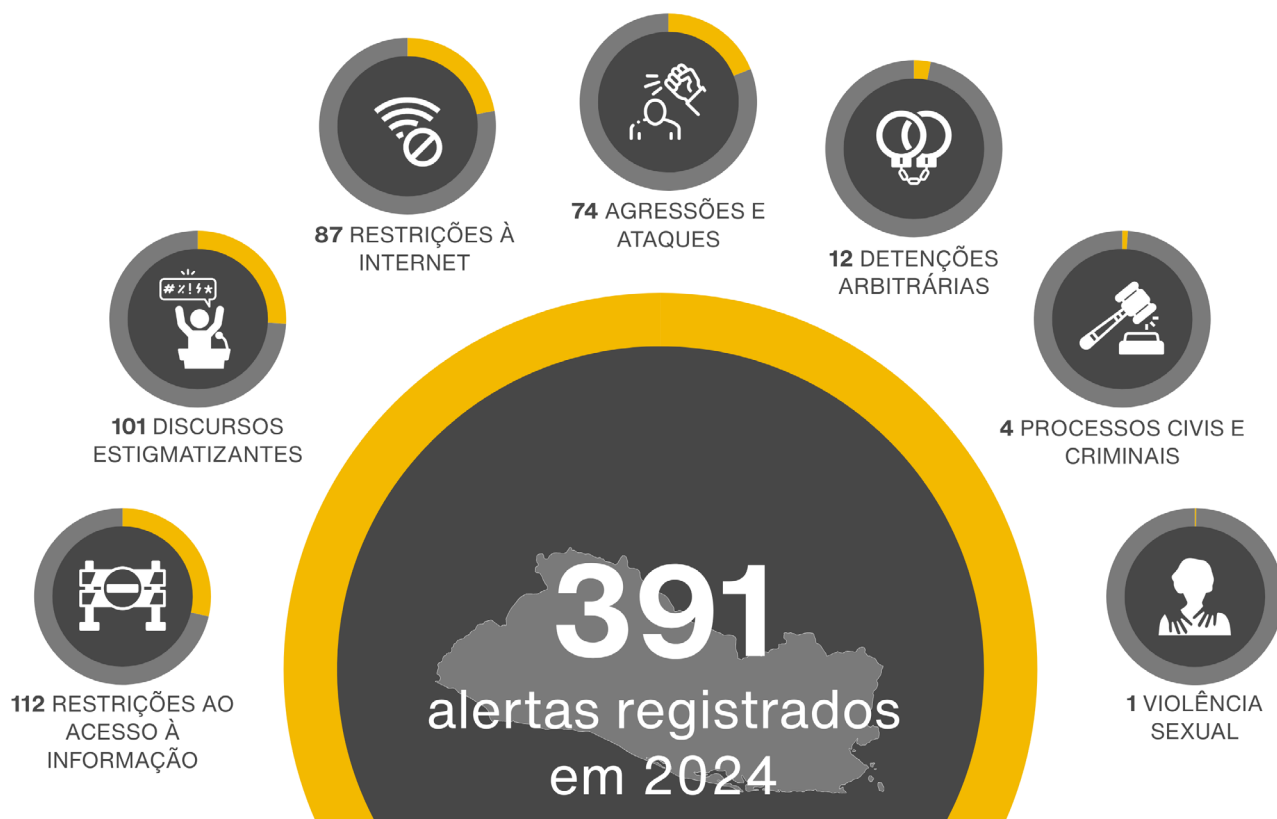 87 RESTRIÇÕES À
INTERNET
74 AGRESSÕES E
ATAQUES
12 DETENÇÕES
ARBITRÁRIAS
#%!⚡*
101 DISCURSOS
ESTIGMATIZANTES
4 PROCESSOS CIVIS E
CRIMINAIS
112 RESTRIÇÕES AO
ACESSO À
INFORMAÇÃO
391
alertas registrados
em 2024
1 VIOLÊNCIA
SEXUAL